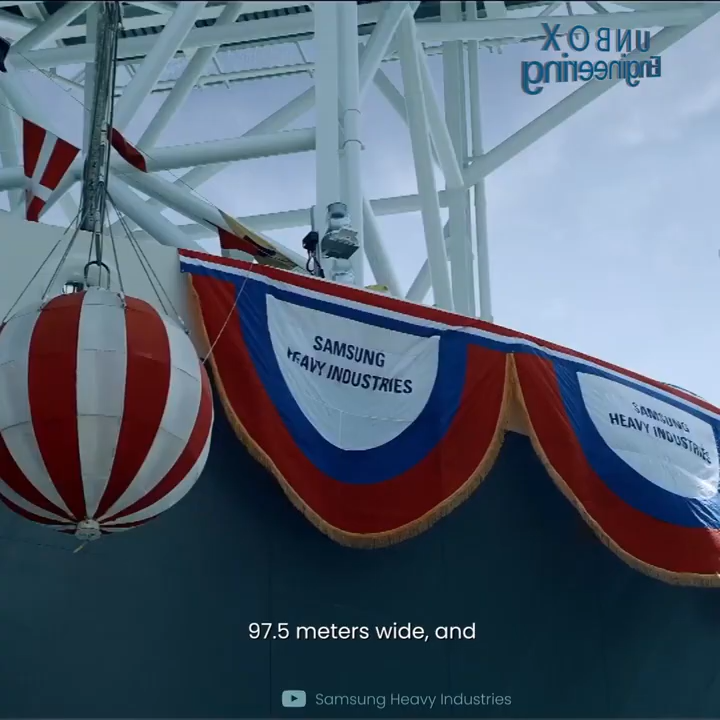 UNBOX
Engineering
SAMSUNG
HEAVY INDUSTRIES
SAMSUNG
HEAVY INDUSTRIES
97.5 meters wide, and
Samsung Heavy Industries